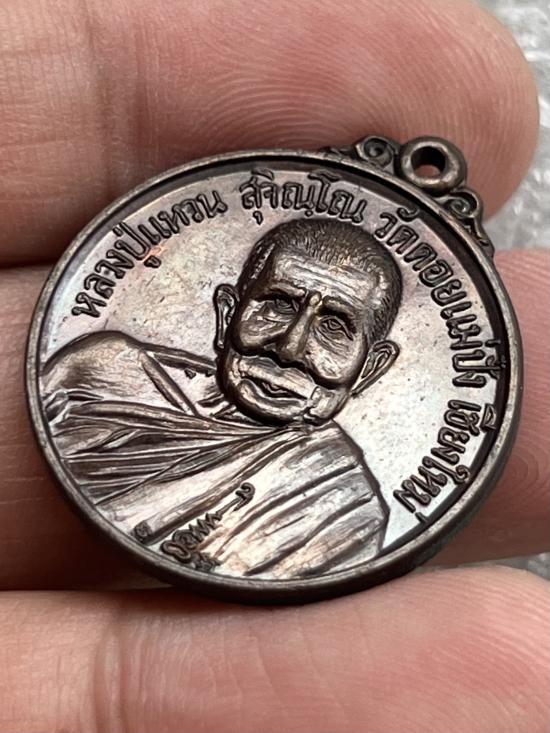 หลวงปู่แหวน สุจิณฺโณ วัดดอยแม่ปั๋ง เชียงใหม่